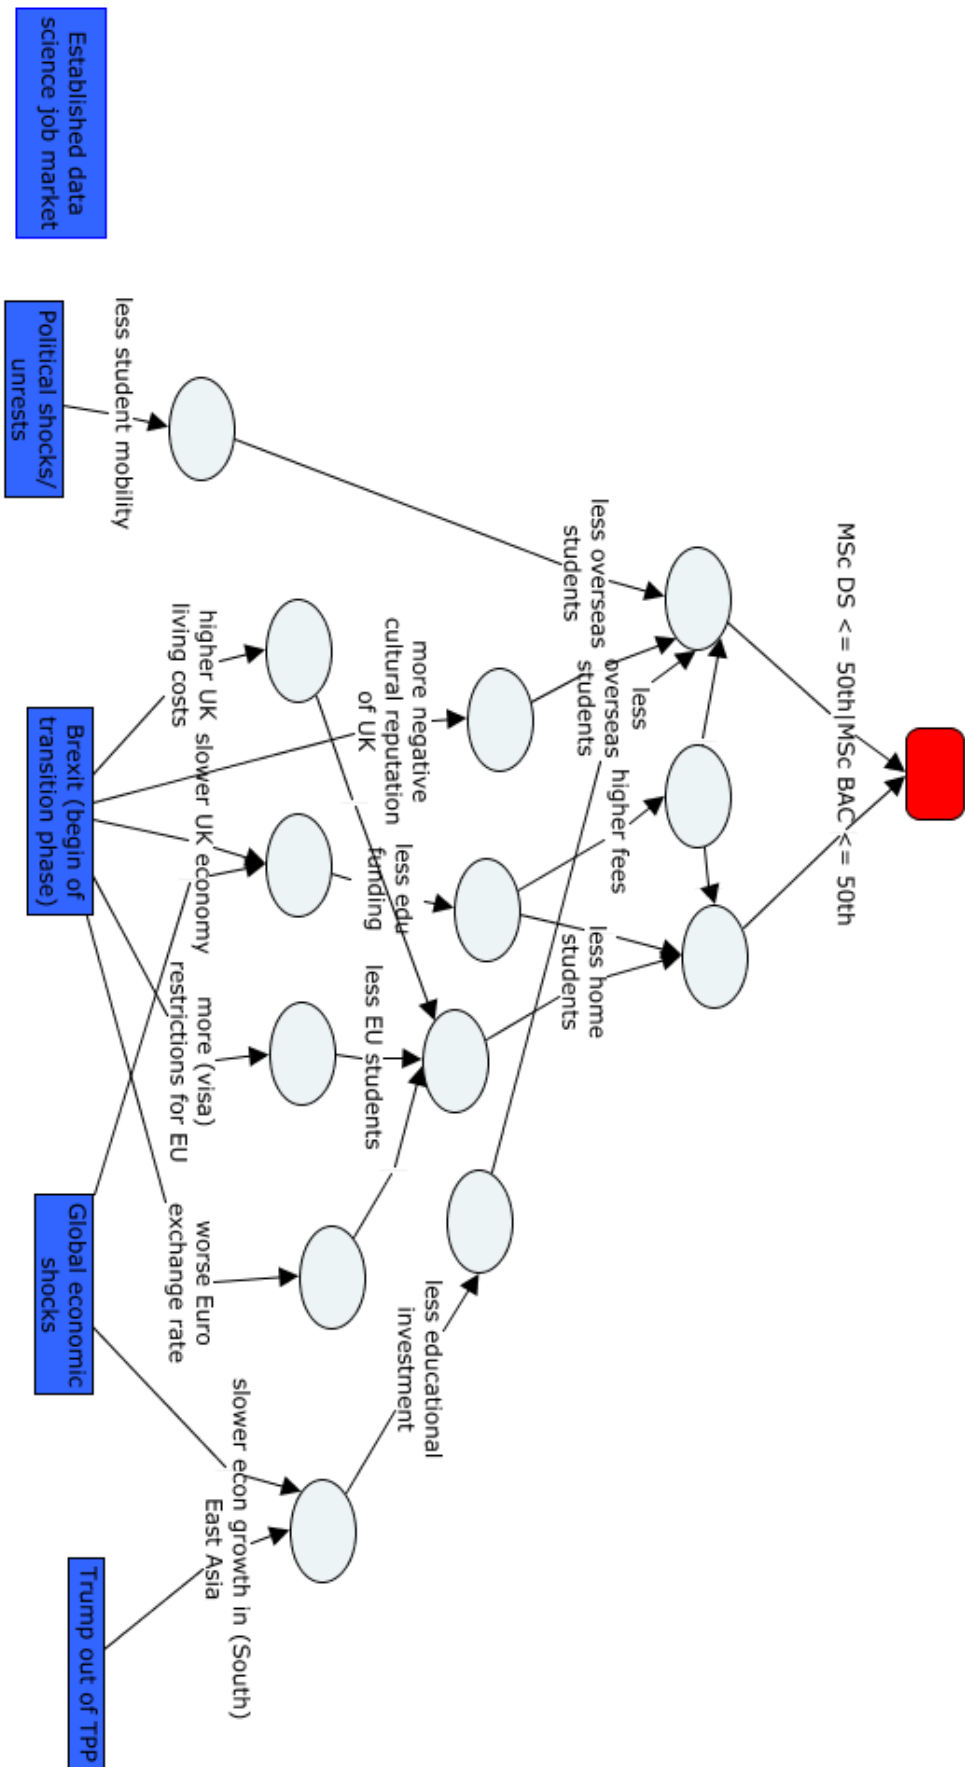 MSc DS <= 50th|MSc BAC <= 50th
less overseas
students
less
overseas
students
higher fees
less home
students
more negative
cultural reputation
of UK
less edu
funding
less EU students
less educational
investment
higher UK
living costs
slower UK economy
more (visa)
restrictions for EU
worse Euro
exchange rate
slower econ growth in (South)
East Asia
less student mobility
Established data
science job market
Political shocks/
unrests
Brexit (begin of
transition phase)
Global economic
shocks
Trump out of TPP